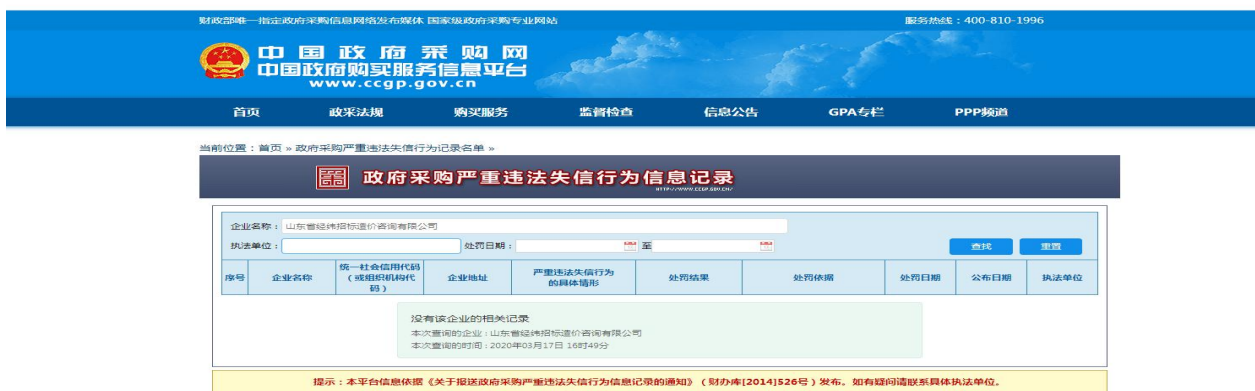 财政部唯一指定政府采购信息网络发布媒体 国家级政府采购专业网站 服务热线：400-810-1996
中国政府采购网
中国政府购买服务信息平台
www.ccgp.gov.cn
首页 政采法规 购买服务 监督检查 信息公告 GPA专栏 PPP频道
当前位置：首页 » 政府采购严重违法失信行为记录名单 »
政府采购严重违法失信行为信息记录
HTTP://WWW.CCGP.GOV.CN/
企业名称：山东省经纬招标造价咨询有限公司
执法单位： 处罚日期： 至 查找 重置
序号 企业名称 统一社会信用代码（或组织机构代码） 企业地址 严重违法失信行为的具体情形 处罚结果 处罚依据 处罚日期 公布日期 执法单位
没有该企业的相关记录
本次查询的企业：山东省经纬招标造价咨询有限公司
本次查询的时间：2020年03月17日 16时49分
提示：本平台信息依据《关于报送政府采购严重违法失信行为信息记录的通知》（财办库[2014]526号）发布。如有疑问请联系具体执法单位。